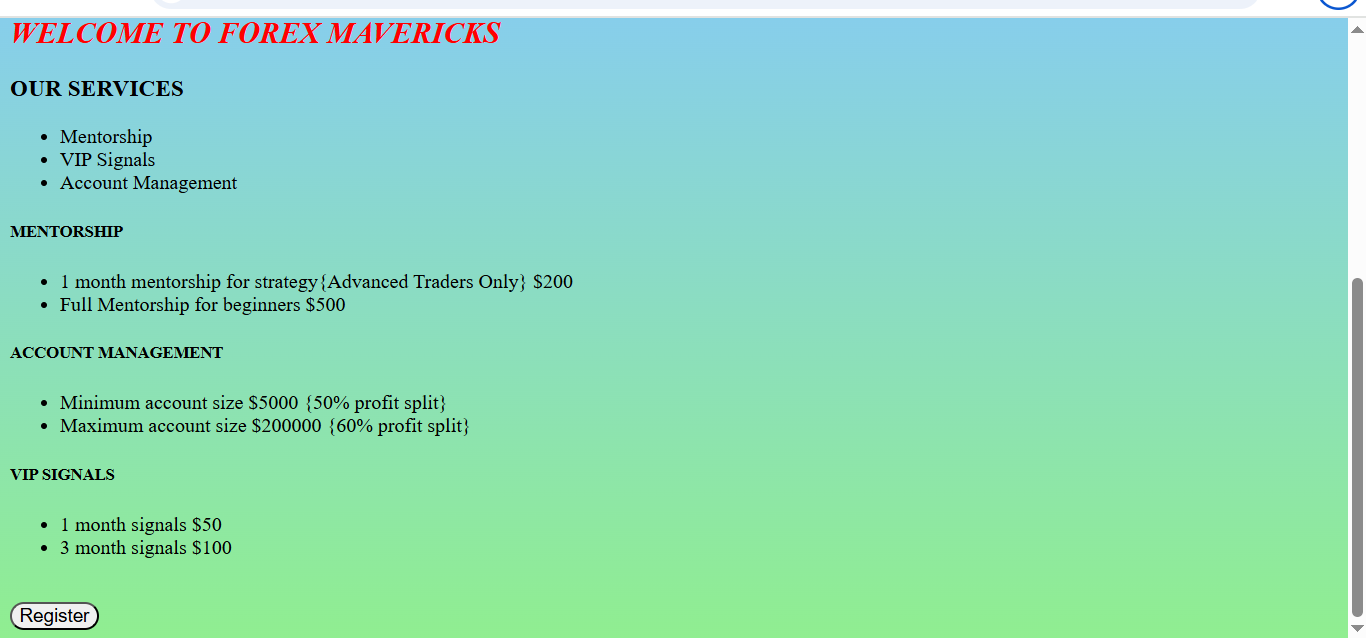 WELCOME TO FOREX MAVERICKS
OUR SERVICES
Mentorship
VIP Signals
Account Management
MENTORSHIP
1 month mentorship for strategy{Advanced Traders Only} $200
Full Mentorship for beginners $500
ACCOUNT MANAGEMENT
Minimum account size $5000 {50% profit split}
Maximum account size $200000 {60% profit split}
VIP SIGNALS
1 month signals $50
3 month signals $100
Register